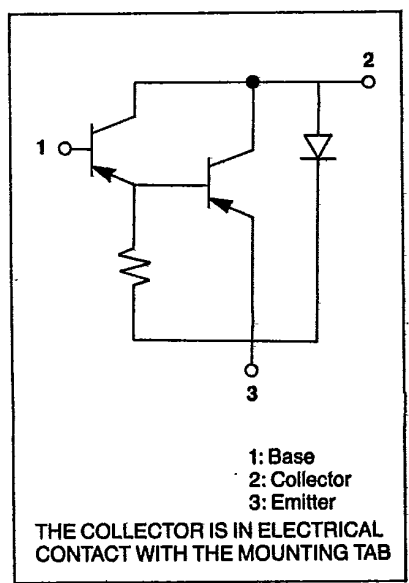 2
1
3
1: Base
2: Collector
3: Emitter
THE COLLECTOR IS IN ELECTRICAL
CONTACT WITH THE MOUNTING TAB